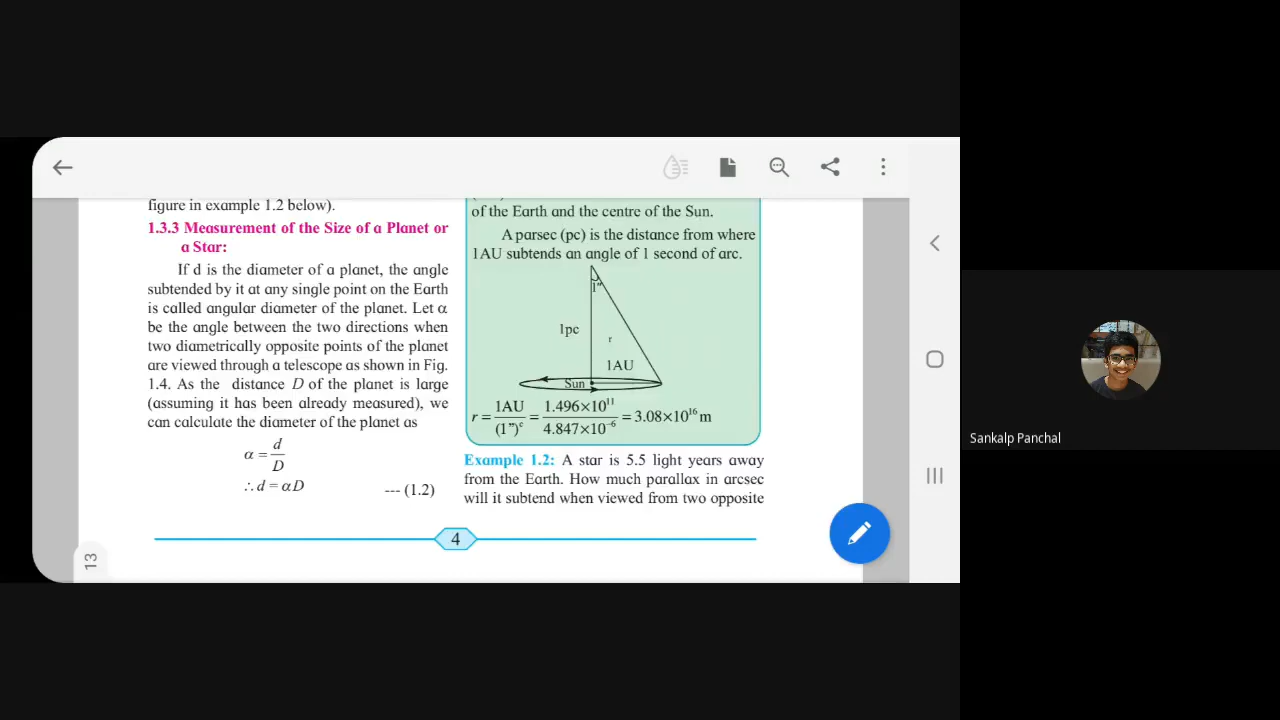 figure in example 1.2 below).
1.3.3 Measurement of the Size of a Planet or
a Star:
If d is the diameter of a planet, the angle
subtended by it at any single point on the Earth
is called angular diameter of the planet. Let α
be the angle between the two directions when
two diametrically opposite points of the planet
are viewed through a telescope as shown in Fig.
1.4. As the distance D of the planet is large
(assuming it has been already measured), we
can calculate the diameter of the planet as
α = d/D
∴ d = αD --- (1.2)
of the Earth and the centre of the Sun.
A parsec (pc) is the distance from where
1AU subtends an angle of 1 second of arc.
1"
1pc
r
1AU
Sun
r = 1AU/(1")ᶜ = 1.496×10¹¹/4.847×10⁻⁶ = 3.08×10¹⁶ m
Example 1.2: A star is 5.5 light years away
from the Earth. How much parallax in arcsec
will it subtend when viewed from two opposite
4
13
Sankalp Panchal